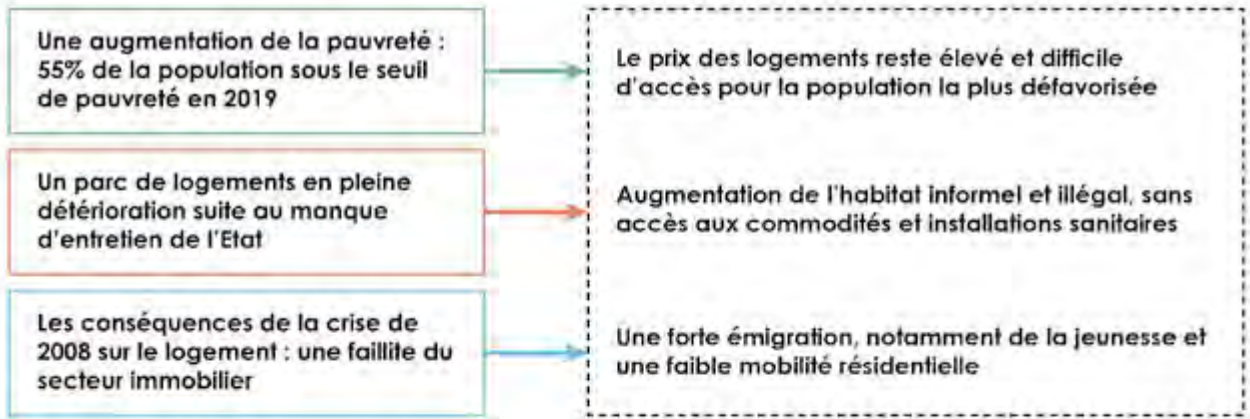 Une augmentation de la pauvreté :
55% de la population sous le seuil
de pauvreté en 2019
Le prix des logements reste élevé et difficile
d'accès pour la population la plus défavorisée
Un parc de logements en pleine
détérioration suite au manque
d'entretien de l'Etat
Augmentation de l'habitat informel et illégal, sans
accès aux commodités et installations sanitaires
Les conséquences de la crise de
2008 sur le logement : une faillite du
secteur immobilier
Une forte émigration, notamment de la jeunesse et
une faible mobilité résidentielle